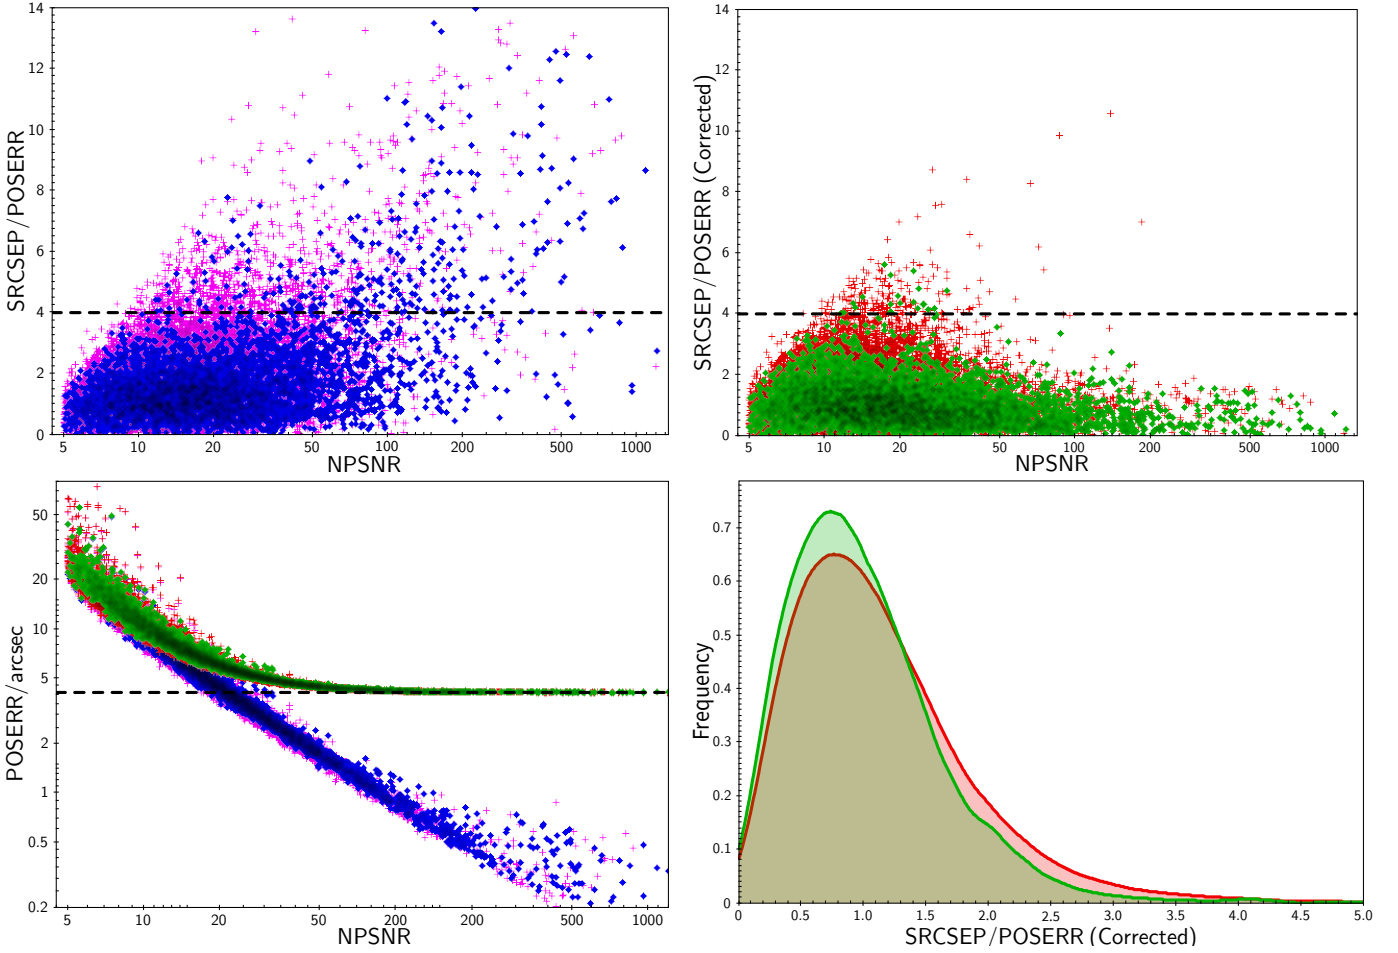 14
12
10
8
6
4
2
0
SRCSEP/POSERR
5 10 20 50 100 200 500 1000
NPSNR
14
12
10
8
6
4
2
0
SRCSEP/POSERR (Corrected)
5 10 20 50 100 200 500 1000
NPSNR
50
20
10
5
2
1
0.5
0.2
POSERR/arcsec
5 10 20 50 200 200 500 1000
NPSNR
0.7
0.6
0.5
0.4
0.3
0.2
0.1
0
Frequency
0 0.5 1.0 1.5 2.0 2.5 3.0 3.5 4.0 4.5 5.0
SRCSEP/POSERR (Corrected)